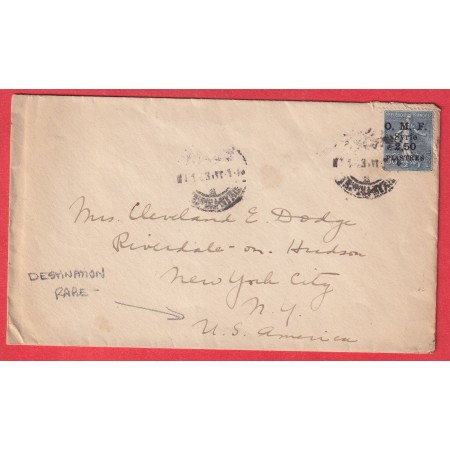 O. M. F.
Syrie
2.50
PIASTRES
Mrs. Cleveland E. Dodge
Riverdale-on-Hudson
New York City
N.Y.
U.S. America
DESTINATION
RARE -